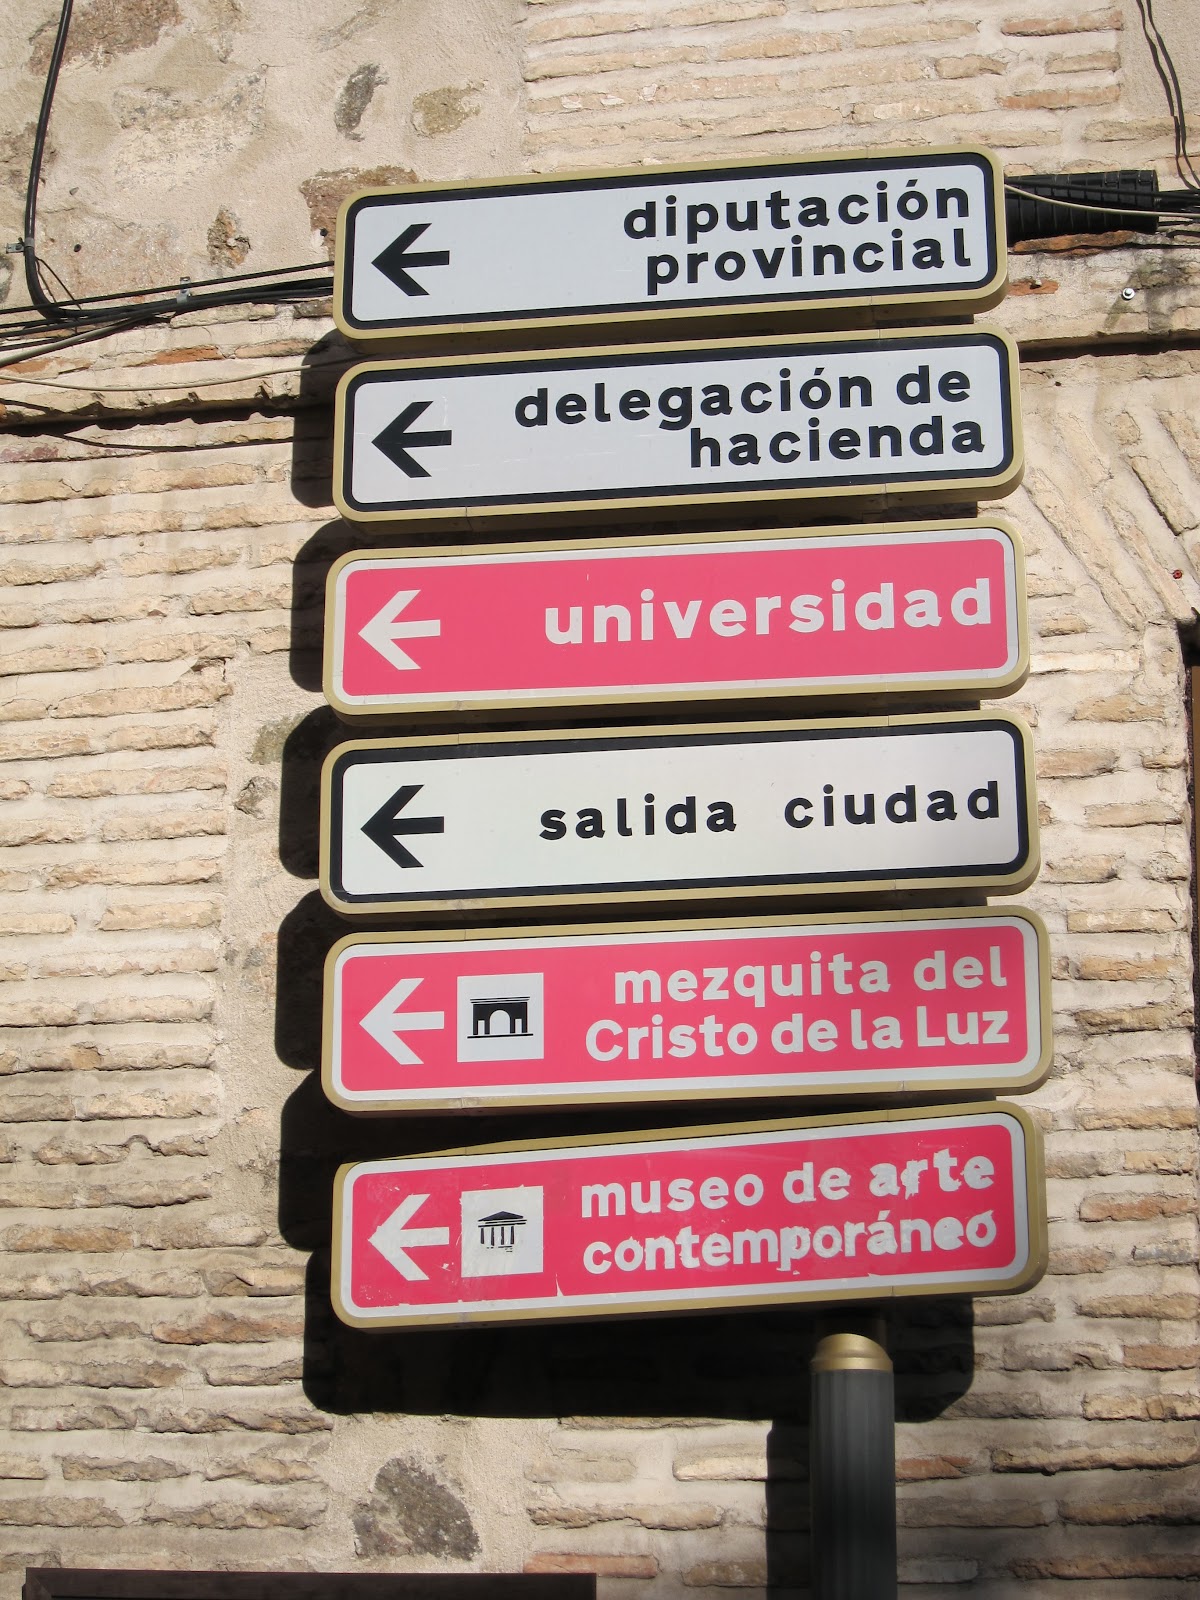 diputación
provincial
delegación de
hacienda
universidad
salida ciudad
mezquita del
Cristo de la Luz
museo de arte
contemporáneo